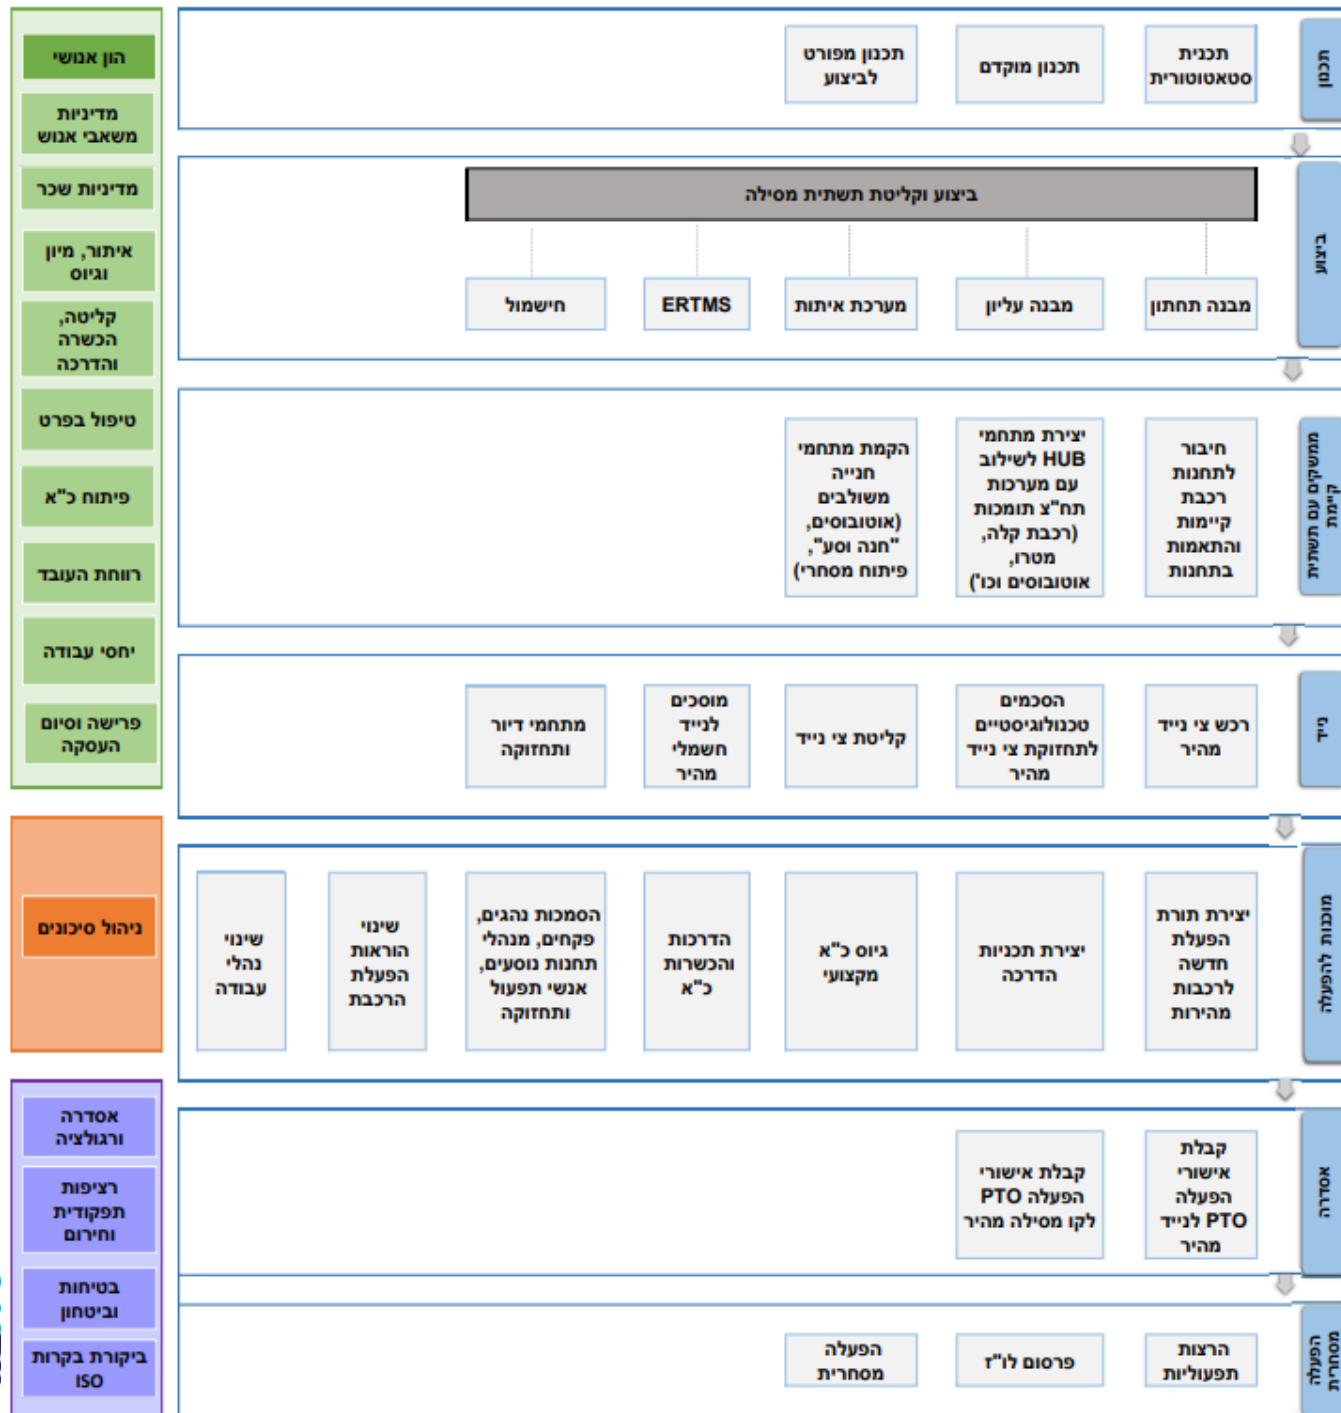 תכנון
תכנית
סטאטוטורית
תכנון מוקדם
תכנון מפורט
לביצוע
ביצוע
ביצוע וקליטת תשתית מסילה
מבנה תחתון
מבנה עליון
מערכת איתות
ERTMS
חישמול
ממשקים עם תשתית
קיימת
חיבור
לתחנות
רכבת
קיימות
והתאמות
בתחנות
יצירת מתחמי
HUB לשילוב
עם מערכות
תח"צ תומכות
(רכבת קלה,
מטרו,
אוטובוסים וכו')
הקמת מתחמי
חנייה
משולבים
(אוטובוסים,
"חנה וסע",
פיתוח מסחרי)
נייד
רכש צי נייד
מהיר
הסכמים
טכנולוגיסטיים
לתחזוקת צי נייד
מהיר
קליטת צי נייד
מוסכים
לנייד
חשמלי
מהיר
מתחמי דיור
ותחזוקה
מוכנות להפעלה
יצירת תורת
הפעלת
חדשה
לרכבות
מהירות
יצירת תכניות
הדרכה
גיוס כ"א
מקצועי
הדרכות
והכשרות
כ"א
הסמכות נהגים,
פקחים, מנהלי
תחנות נוסעים,
אנשי תפעול
ותחזוקה
שינוי
הוראות
הפעלת
הרכבת
שינוי
נהלי
עבודה
אסדרה
קבלת
אישורי
הפעלה
PTO לנייד
מהיר
קבלת אישורי
הפעלה PTO
לקו מסילה מהיר
הפעלה
מסחרית
הרצות
תפעוליות
פרסום לו"ז
הפעלה
מסחרית
הון אנושי
מדיניות
משאבי אנוש
מדיניות שכר
איתור, מיון
וגיוס
קליטה,
הכשרה
והדרכה
טיפול בפרט
פיתוח כ"א
רווחת העובד
יחסי עבודה
פרישה וסיום
העסקה
ניהול סיכונים
אסדרה
ורגולציה
רציפות
תפקודית
וחירום
בטיחות
וביטחון
ביקורת בקרות
ISO